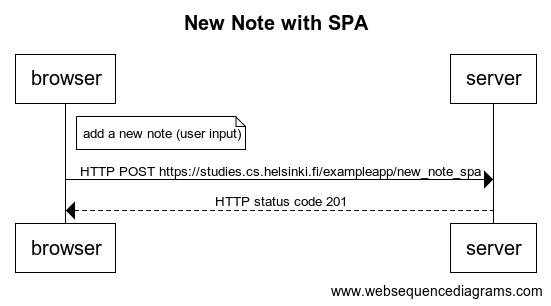 New Note with SPA
browser server
add a new note (user input)
HTTP POST https://studies.cs.helsinki.fi/exampleapp/new_note_spa
HTTP status code 201
browser server
www.websequencediagrams.com